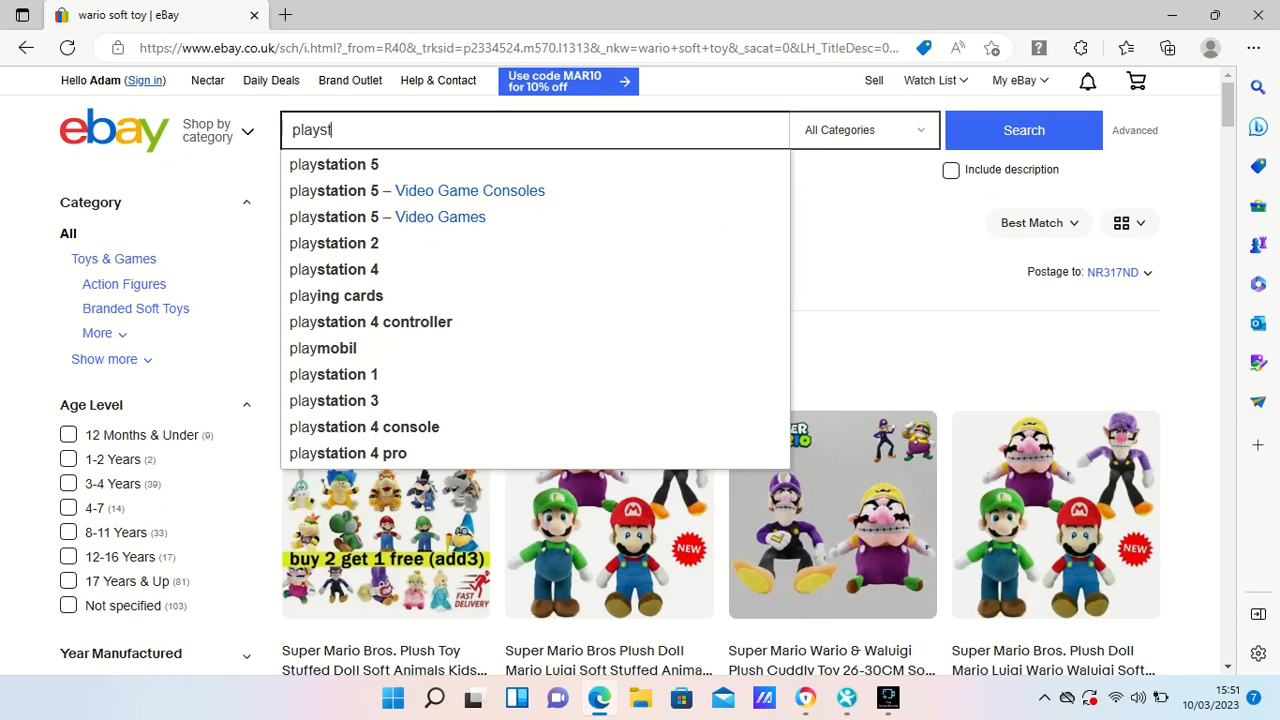 wario soft toy | eBay
https://www.ebay.co.uk/sch/i.html?_from=R40&_trksid=p2334524.m570.l1313&_nkw=wario+soft+toy&_sacat=0&LH_TitleDesc=0...
Hello Adam (Sign in) Nectar Daily Deals Brand Outlet Help & Contact
Use code MAR10
for 10% off
Sell Watch List My eBay
ebay
Shop by
category
playst
All Categories
Search
Advanced
Include description
playstation 5
playstation 5 – Video Game Consoles
playstation 5 – Video Games
playstation 2
playstation 4
playing cards
playstation 4 controller
playmobil
playstation 1
playstation 3
playstation 4 console
playstation 4 pro
Best Match
Postage to: NR317ND
Category
All
Toys & Games
Action Figures
Branded Soft Toys
More
Show more
Age Level
12 Months & Under (9)
1-2 Years (2)
3-4 Years (39)
4-7 (14)
8-11 Years (33)
12-16 Years (17)
17 Years & Up (81)
Not specified (103)
Year Manufactured
buy 2 get 1 free (add3)
FAST
DELIVERY
NEW
NEW
Super Mario Bros. Plush Toy
Stuffed Doll Soft Animals Kids...
Super Mario Bros Plush Doll
Mario Luigi Soft Stuffed Anima...
Super Mario Wario & Waluigi
Plush Cuddly Toy 26-30CM So...
Super Mario Bros. Plush Doll
Mario Luigi Wario Waluigi Soft...
15:51
10/03/2023
7